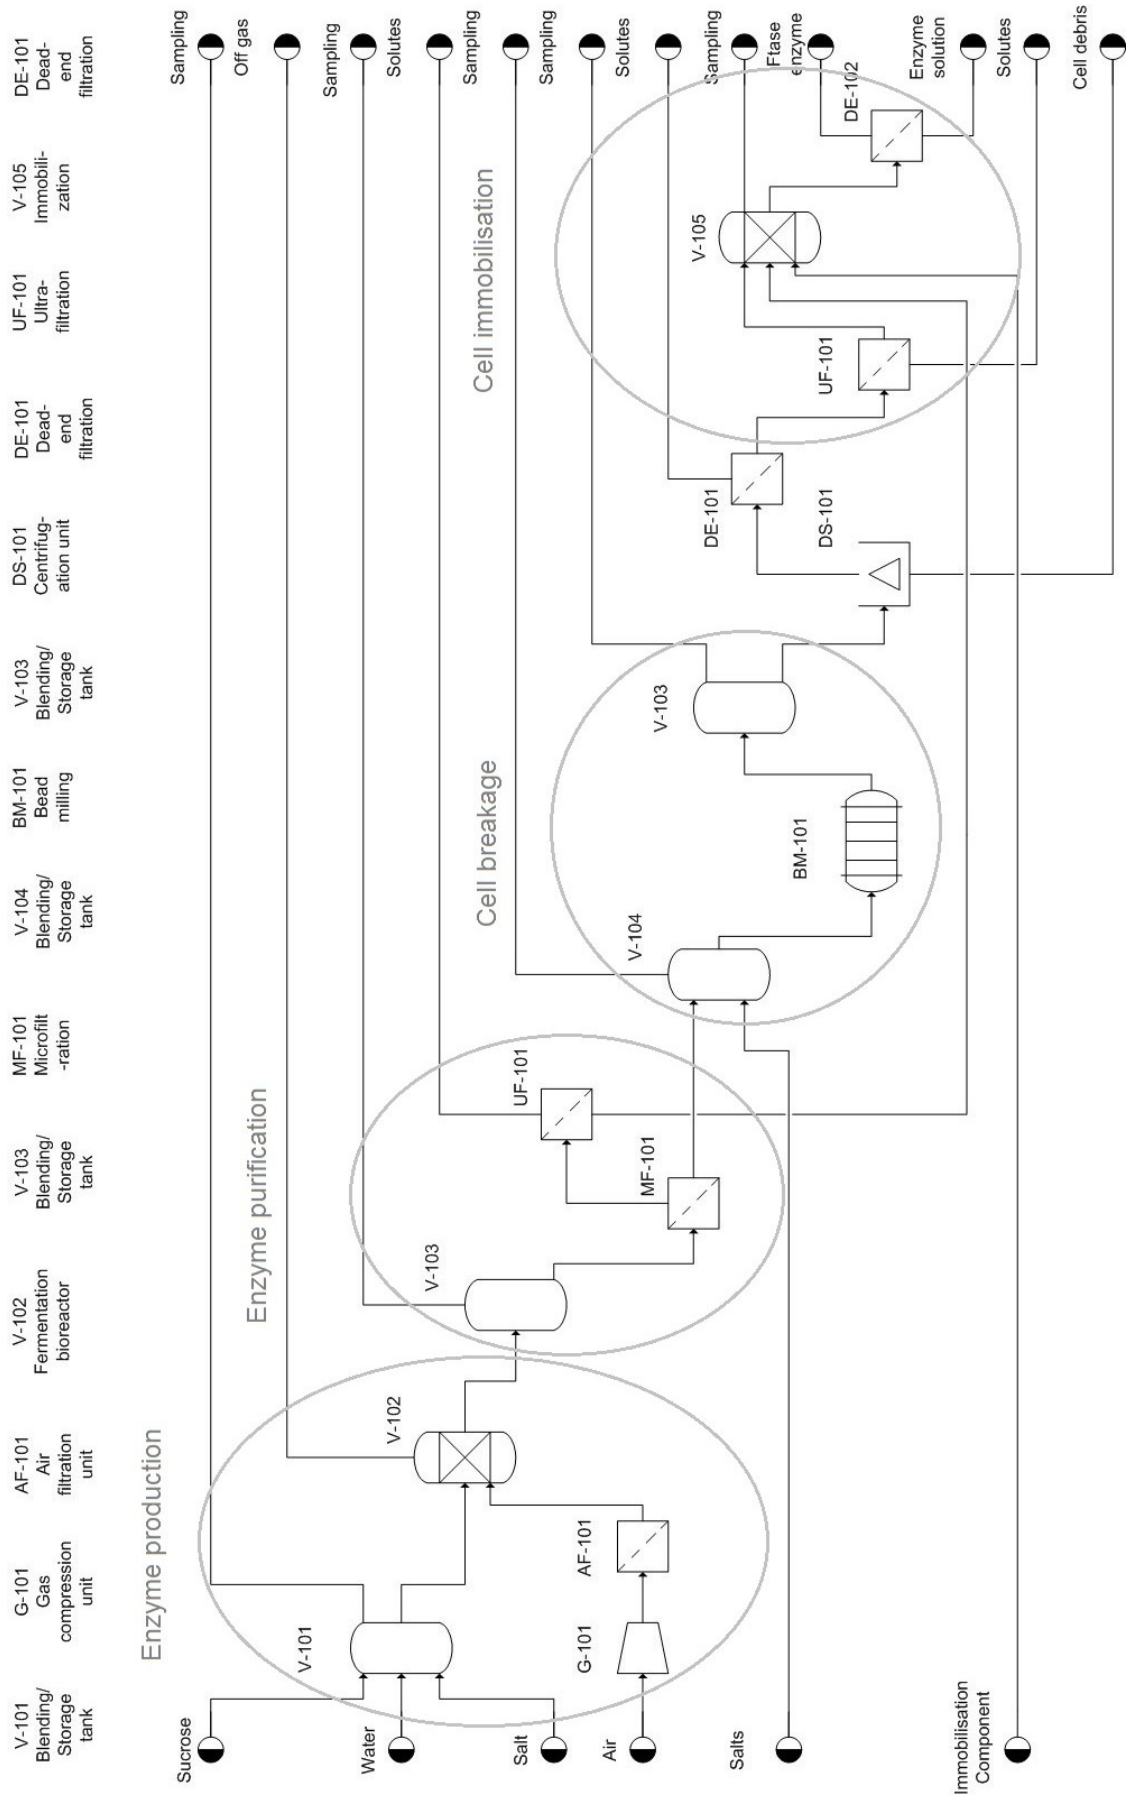 V-101
Blending/
Storage
tank
G-101
Gas
compression
unit
AF-101
Air
filtration
unit
V-102
Fermentation
bioreactor
V-103
Blending/
Storage
tank
MF-101
Microfilt
-ration
V-104
Blending/
Storage
tank
BM-101
Bead
milling
V-103
Blending/
Storage
tank
DS-101
Centrifug-
ation unit
DE-101
Dead-
end
filtration
UF-101
Ultra-
filtration
V-105
Immobili-
zation
DE-101
Dead-
end
filtration
Enzyme production
Enzyme purification
Cell breakage
Cell immobilisation
Sucrose
Water
Salt
Air
Salts
Immobilisation
Component
V-101
G-101
AF-101
V-102
V-103
MF-101
UF-101
V-104
BM-101
V-103
DS-101
DE-101
UF-101
V-105
DE-102
Sampling
Off gas
Sampling
Solutes
Sampling
Sampling
Solutes
Sampling
Ftase
enzyme
Enzyme
solution
Solutes
Cell debris